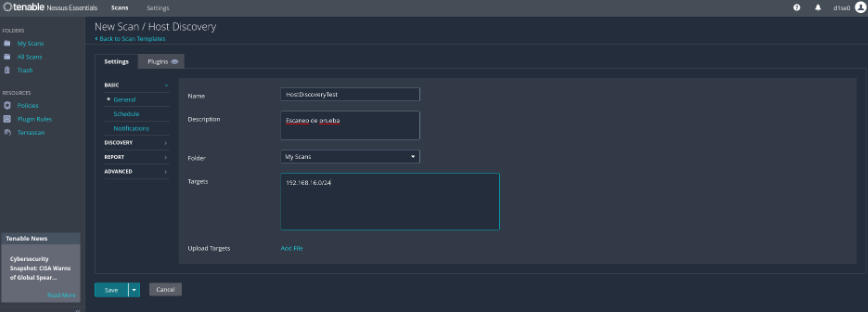 tenable Nessus Essentials Scans Settings d1se0
FOLDERS
My Scans
All Scans
Trash
RESOURCES
Policies
Plugin Rules
Terrascan
Tenable News
Cybersecurity
Snapshot: CISA Warns
of Global Spear...
Read More
New Scan / Host Discovery
< Back to Scan Templates
Settings Plugins
BASIC
General
Schedule
Notifications
DISCOVERY
REPORT
ADVANCED
Name HostDiscoveryTest
Description Escaneo de prueba
Folder My Scans
Targets 192.168.16.0/24
Upload Targets Add File
Save Cancel